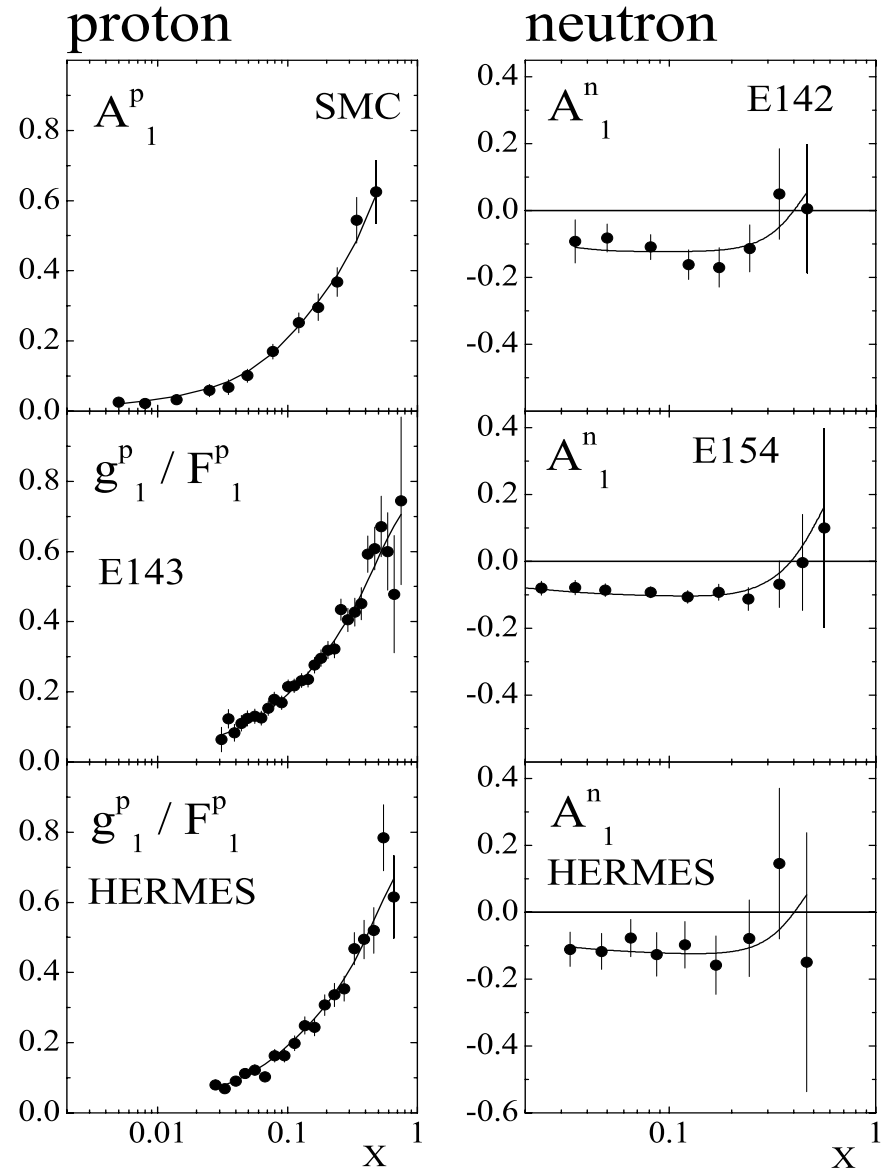 proton
A^p_1 SMC
0.8
0.6
0.4
0.2
0.0
g^p_1 / F^p_1
E143
0.8
0.6
0.4
0.2
0.0
g^p_1 / F^p_1
HERMES
0.8
0.6
0.4
0.2
0.0
0.01 0.1 1
X
neutron
0.4
A^n_1 E142
0.2
0.0
-0.2
-0.4
0.4
A^n_1 E154
0.2
0.0
-0.2
-0.4
0.4
A^n_1
HERMES
0.2
0.0
-0.2
-0.4
-0.6
0.1 1
X